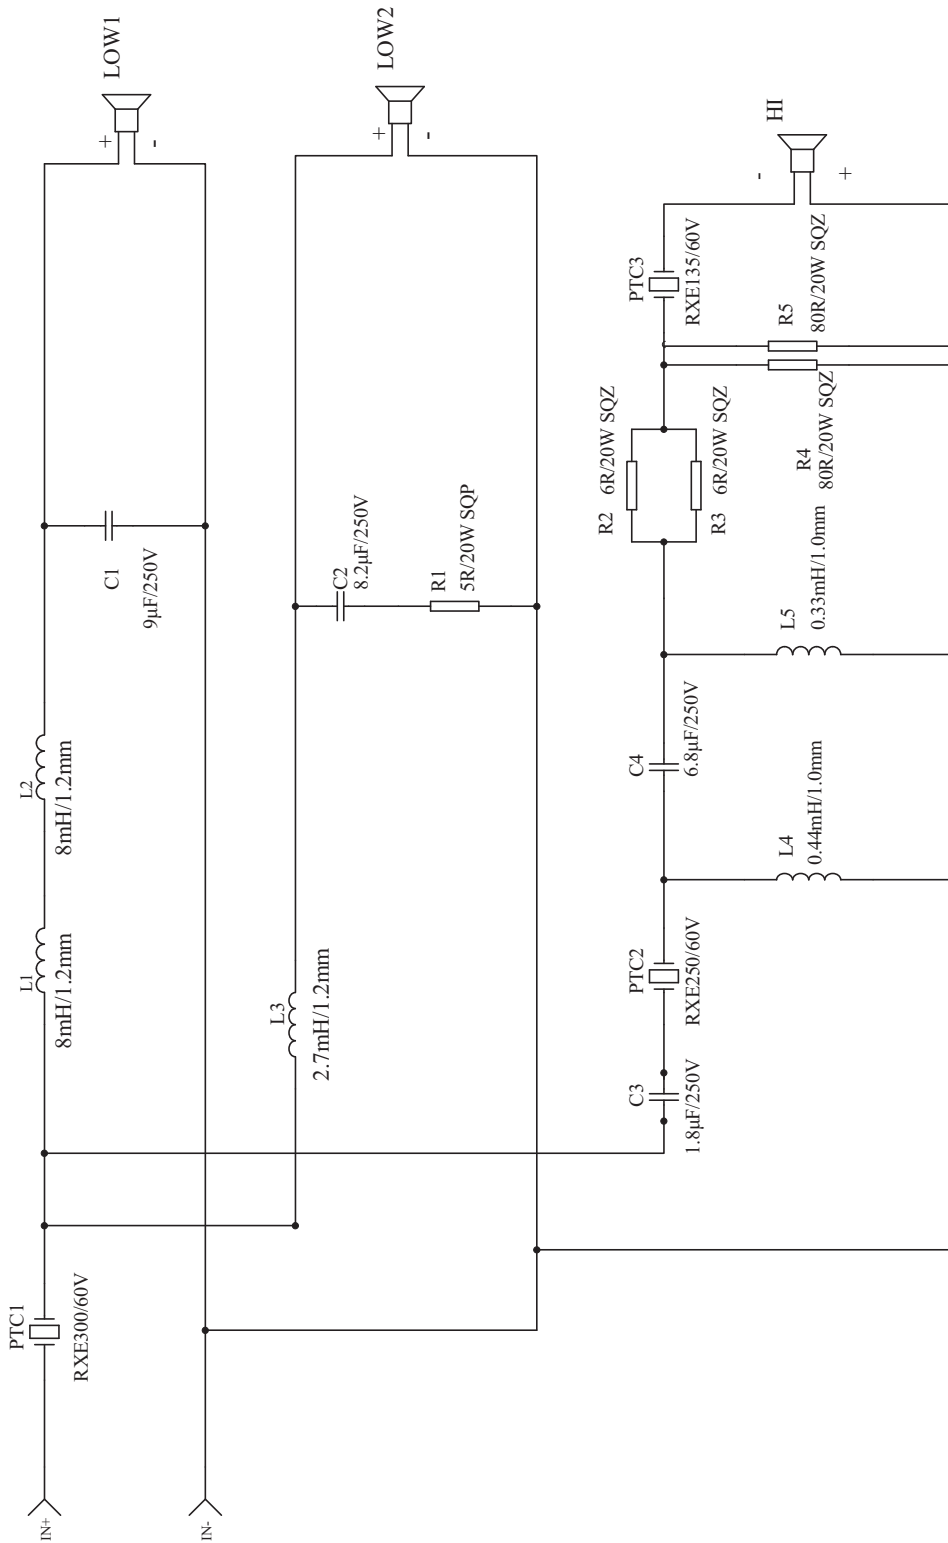 IN+
IN-
PTC1
RXE300/60V
L1
8mH/1.2mm
L2
8mH/1.2mm
C1
9µF/250V
+
-
LOW1
L3
2.7mH/1.2mm
C2
8.2µF/250V
R1
5R/20W SQP
+
-
LOW2
C3
1.8µF/250V
PTC2
RXE250/60V
L4
0.44mH/1.0mm
C4
6.8µF/250V
L5
0.33mH/1.0mm
R2 6R/20W SQZ
R3 6R/20W SQZ
R4
80R/20W SQZ
R5
80R/20W SQZ
PTC3
RXE135/60V
-
+
HI